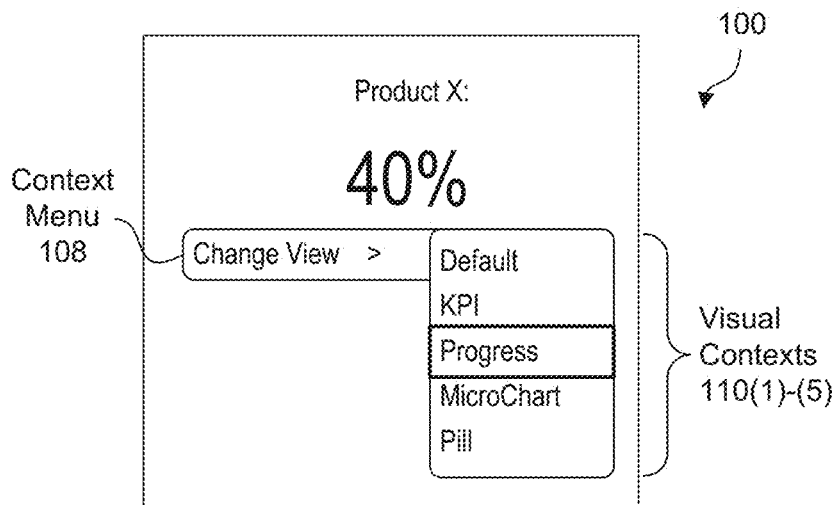 100
Product X:
40%
Context
Menu
108
Change View >
Default
KPI
Progress
MicroChart
Pill
Visual
Contexts
110(1)-(5)